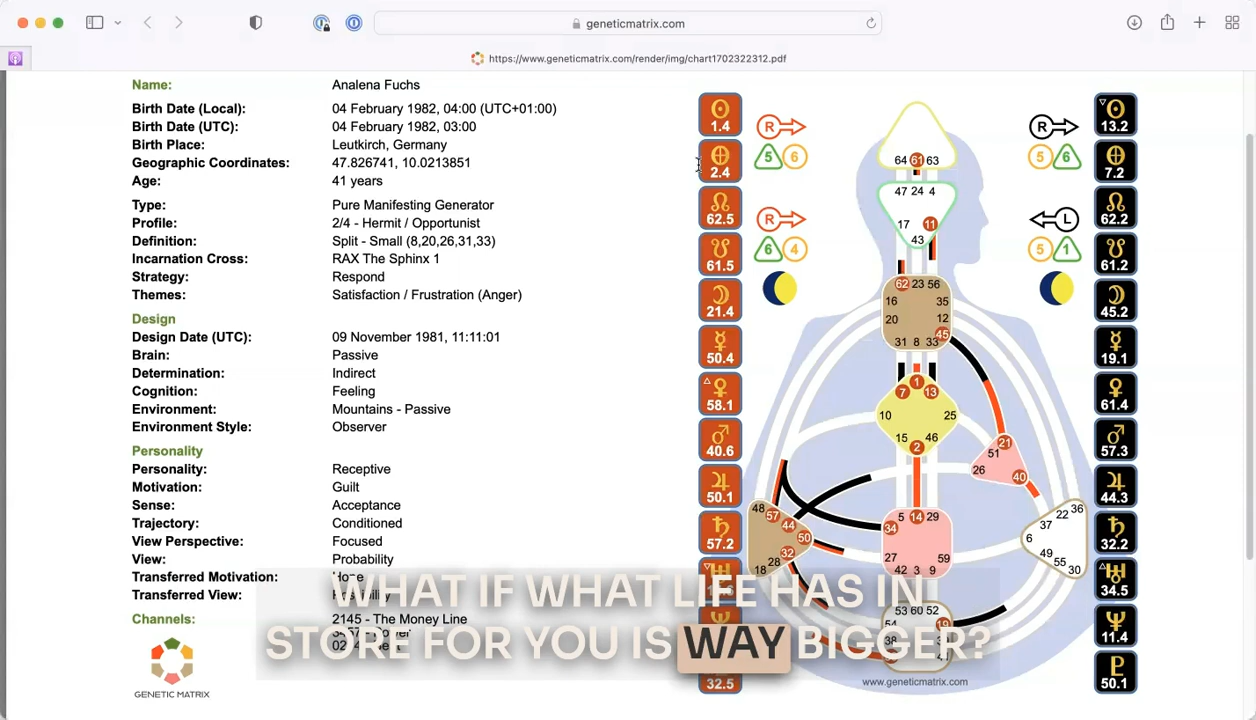 geneticmatrix.com
https://www.geneticmatrix.com/render/img/chart1702322312.pdf
Name: Analena Fuchs
Birth Date (Local): 04 February 1982, 04:00 (UTC+01:00)
Birth Date (UTC): 04 February 1982, 03:00
Birth Place: Leutkirch, Germany
Geographic Coordinates: 47.826741, 10.0213851
Age: 41 years
Type: Pure Manifesting Generator
Profile: 2/4 - Hermit / Opportunist
Definition: Split - Small (8,20,26,31,33)
Incarnation Cross: RAX The Sphinx 1
Strategy: Respond
Themes: Satisfaction / Frustration (Anger)
Design
Design Date (UTC): 09 November 1981, 11:11:01
Brain: Passive
Determination: Indirect
Cognition: Feeling
Environment: Mountains - Passive
Environment Style: Observer
Personality
Personality: Receptive
Motivation: Guilt
Sense: Acceptance
Trajectory: Conditioned
View Perspective: Focused
View: Probability
Transferred Motivation: Hope
Transferred View:
Channels: 2145 - The Money Line
GENETIC MATRIX
WHAT IF WHAT LIFE HAS IN
STORE FOR YOU IS WAY BIGGER?
1.4
2.4
62.5
61.5
21.4
50.4
58.1
40.6
50.1
57.2
32.5
R
5 6
R
6 4
64 61 63
47 24 4
17 11
43
62 23 56
16 35
20 12
45
31 8 33
1
7 13
10 25
15 46
2
21
51
26 40
48
57
44
50
32
28
18
5 14 29
34
27 59
42 3 9
36
22
37
6
49
55
30
53 60 52
54 19
38
www.geneticmatrix.com
R
5 6
L
5 1
13.2
7.2
62.2
61.2
45.2
19.1
61.4
57.3
44.3
32.2
34.5
11.4
50.1